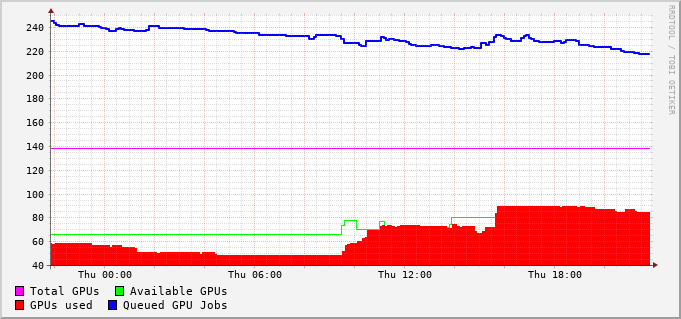 240
220
200
180
160
140
120
100
80
60
40
Thu 00:00 Thu 06:00 Thu 12:00 Thu 18:00
Total GPUs Available GPUs
GPUs used Queued GPU Jobs
RRDTOOL / TOBI OETIKER